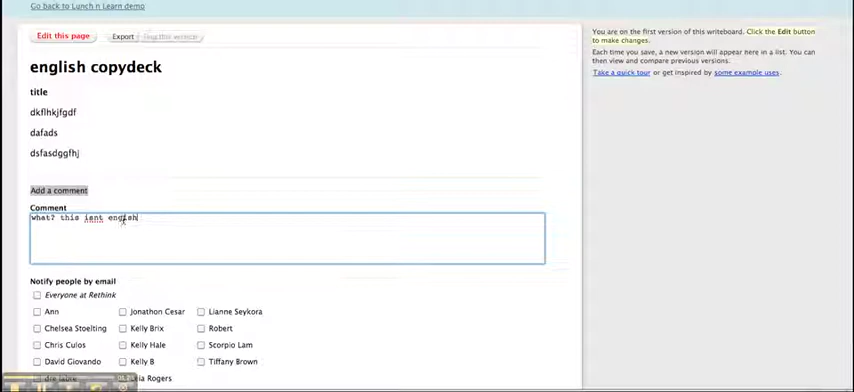 Go back to Lunch n Learn demo
Edit this page
Export
english copydeck
title
dkflhkjfgdf
dafads
dsfasdggfhj
Add a comment
Comment
what? this isnt english
Notify people by email
Everyone at Rethink
Ann Jonathon Cesar Lianne Seykora
Chelsea Stoelting Kelly Brix Robert
Chris Culos Kelly Hale Scorpio Lam
David Giovando Kelly B Tiffany Brown
Rogers
You are on the first version of this writeboard. Click the Edit button
to make changes.
Each time you save, a new version will appear here in a list. You can
then view and compare previous versions.
Take a quick tour or get inspired by some example uses.